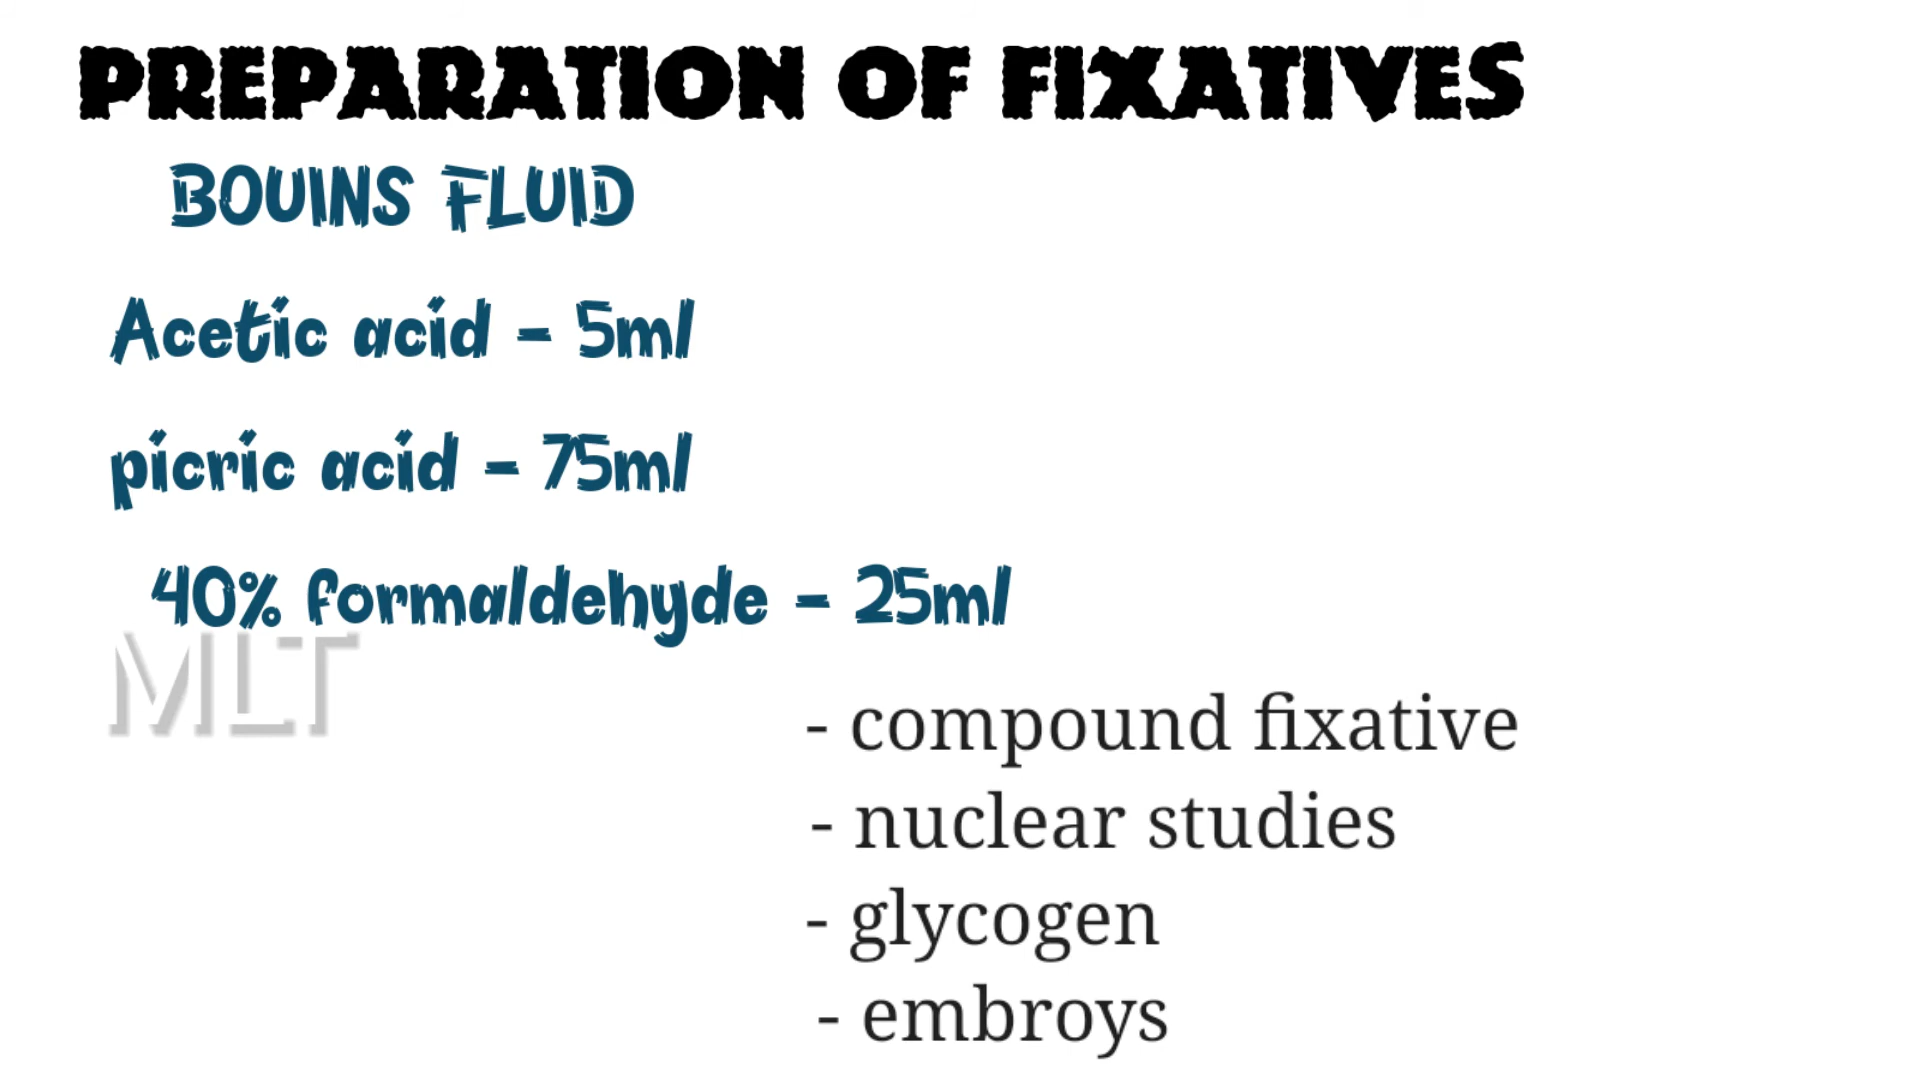 PREPARATION OF FIXATIVES
BOUINS FLUID
Acetic acid - 5ml
picric acid - 75ml
40% formaldehyde - 25ml
MLT
- compound fixative
- nuclear studies
- glycogen
- embroys